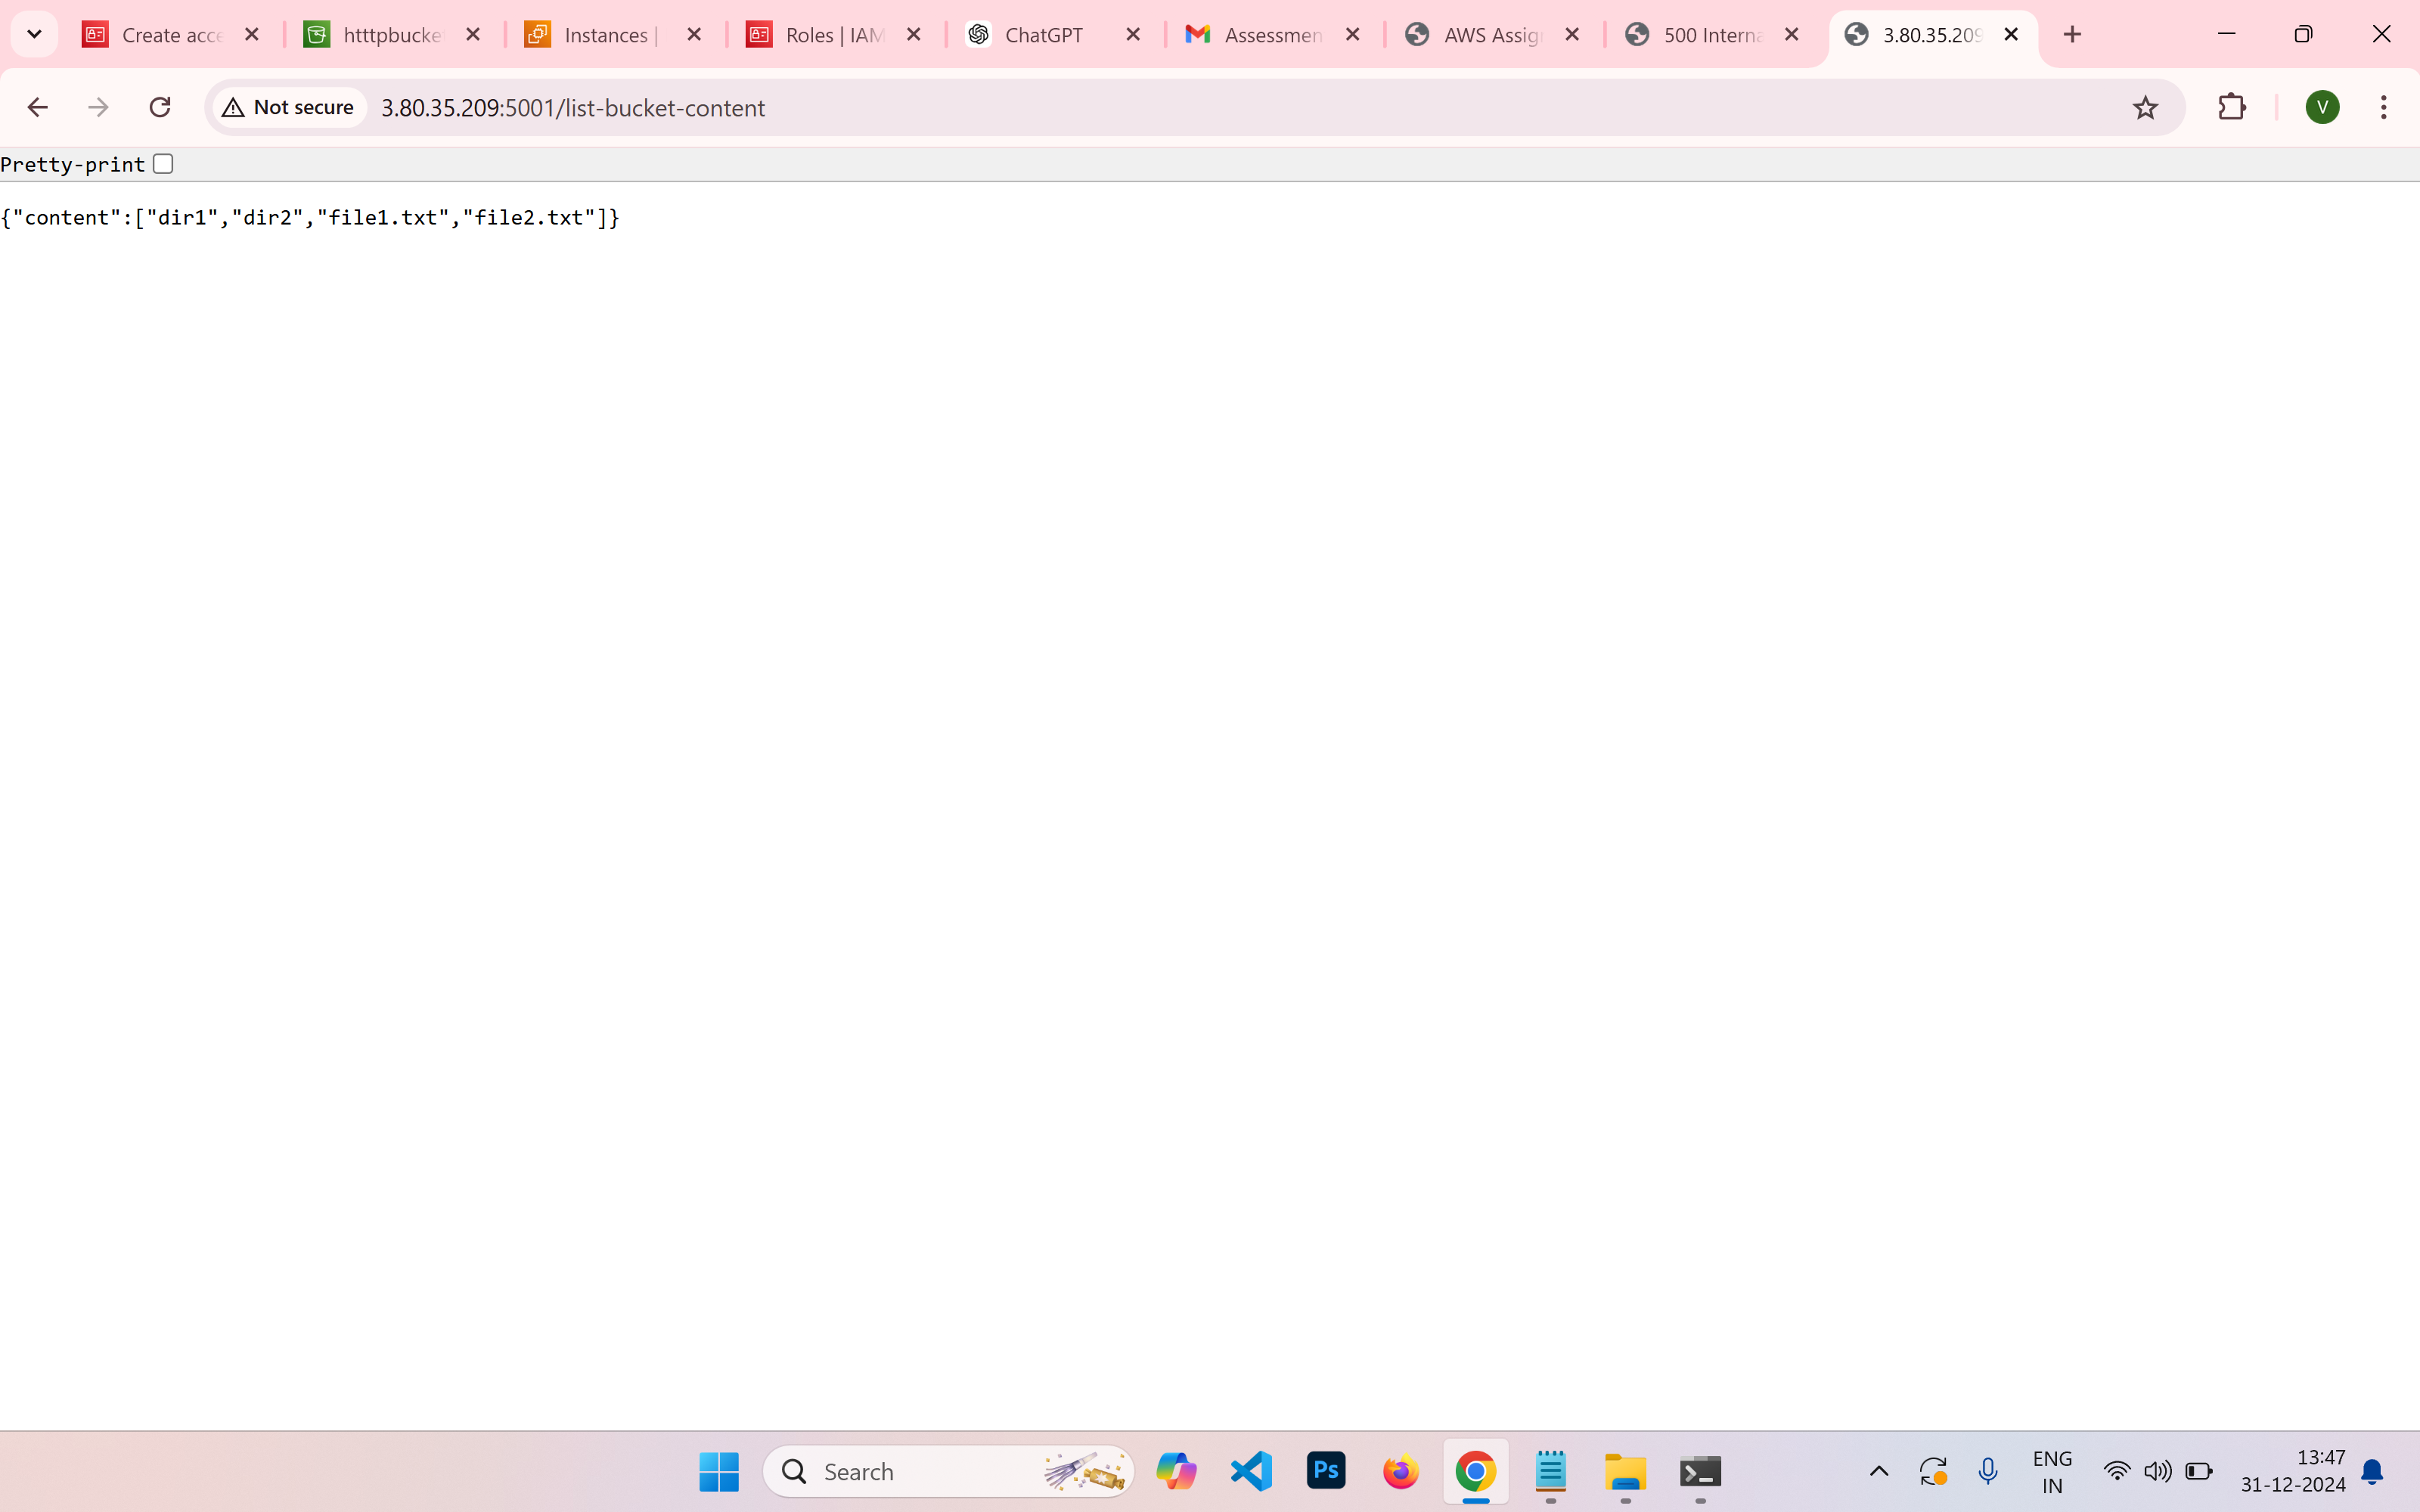 Create acce
htttpbucke
Instances |
Roles | IAM
ChatGPT
Assessmen
AWS Assig
500 Interna
3.80.35.209
Not secure
3.80.35.209:5001/list-bucket-content
V
Pretty-print
{"content":["dir1","dir2","file1.txt","file2.txt"]}
Search
Ps
ENG
IN
13:47
31-12-2024